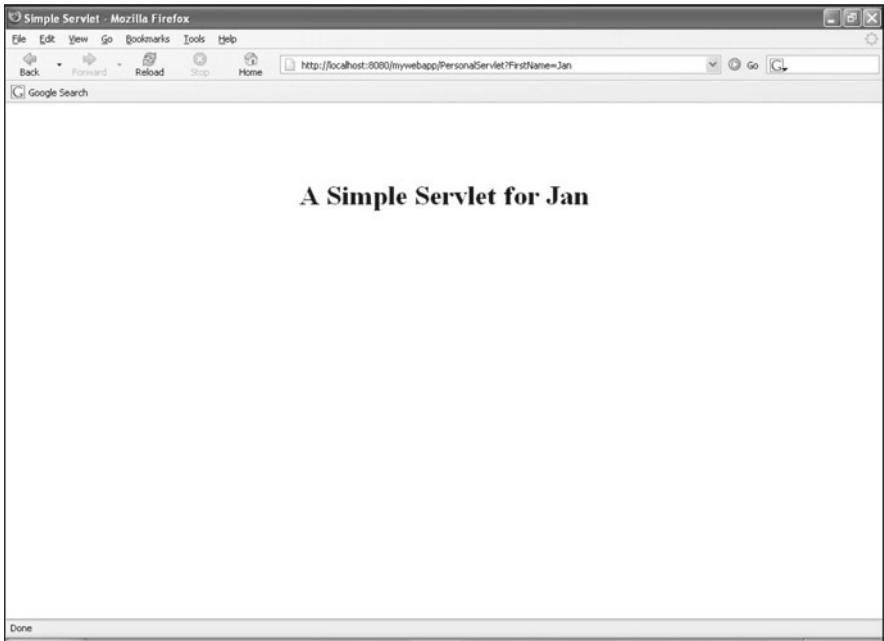 Simple Servlet - Mozilla Firefox
File Edit View Go Bookmarks Tools Help
Back Forward Reload Stop Home http://localhost:8080/mywebapp/PersonalServlet?FirstName=Jan Go G
G Google Search
A Simple Servlet for Jan
Done